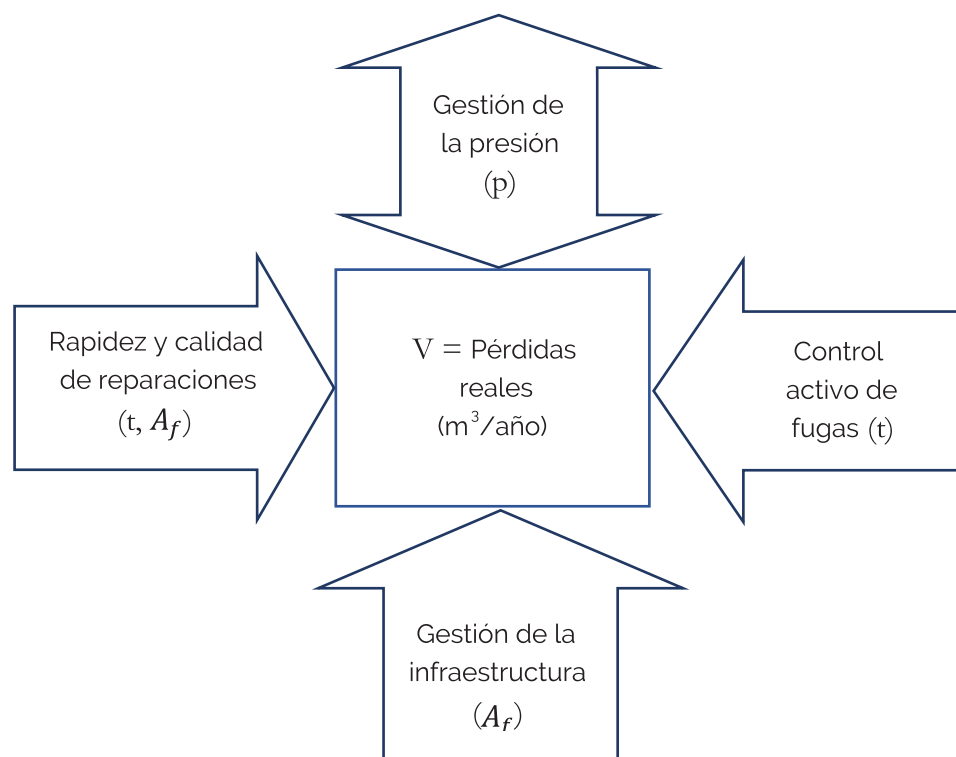 Gestión de
la presión
(p)
Rapidez y calidad
de reparaciones
(t, A_f)
V = Pérdidas
reales
(m³/año)
Control
activo de
fugas (t)
Gestión de la
infraestructura
(A_f)